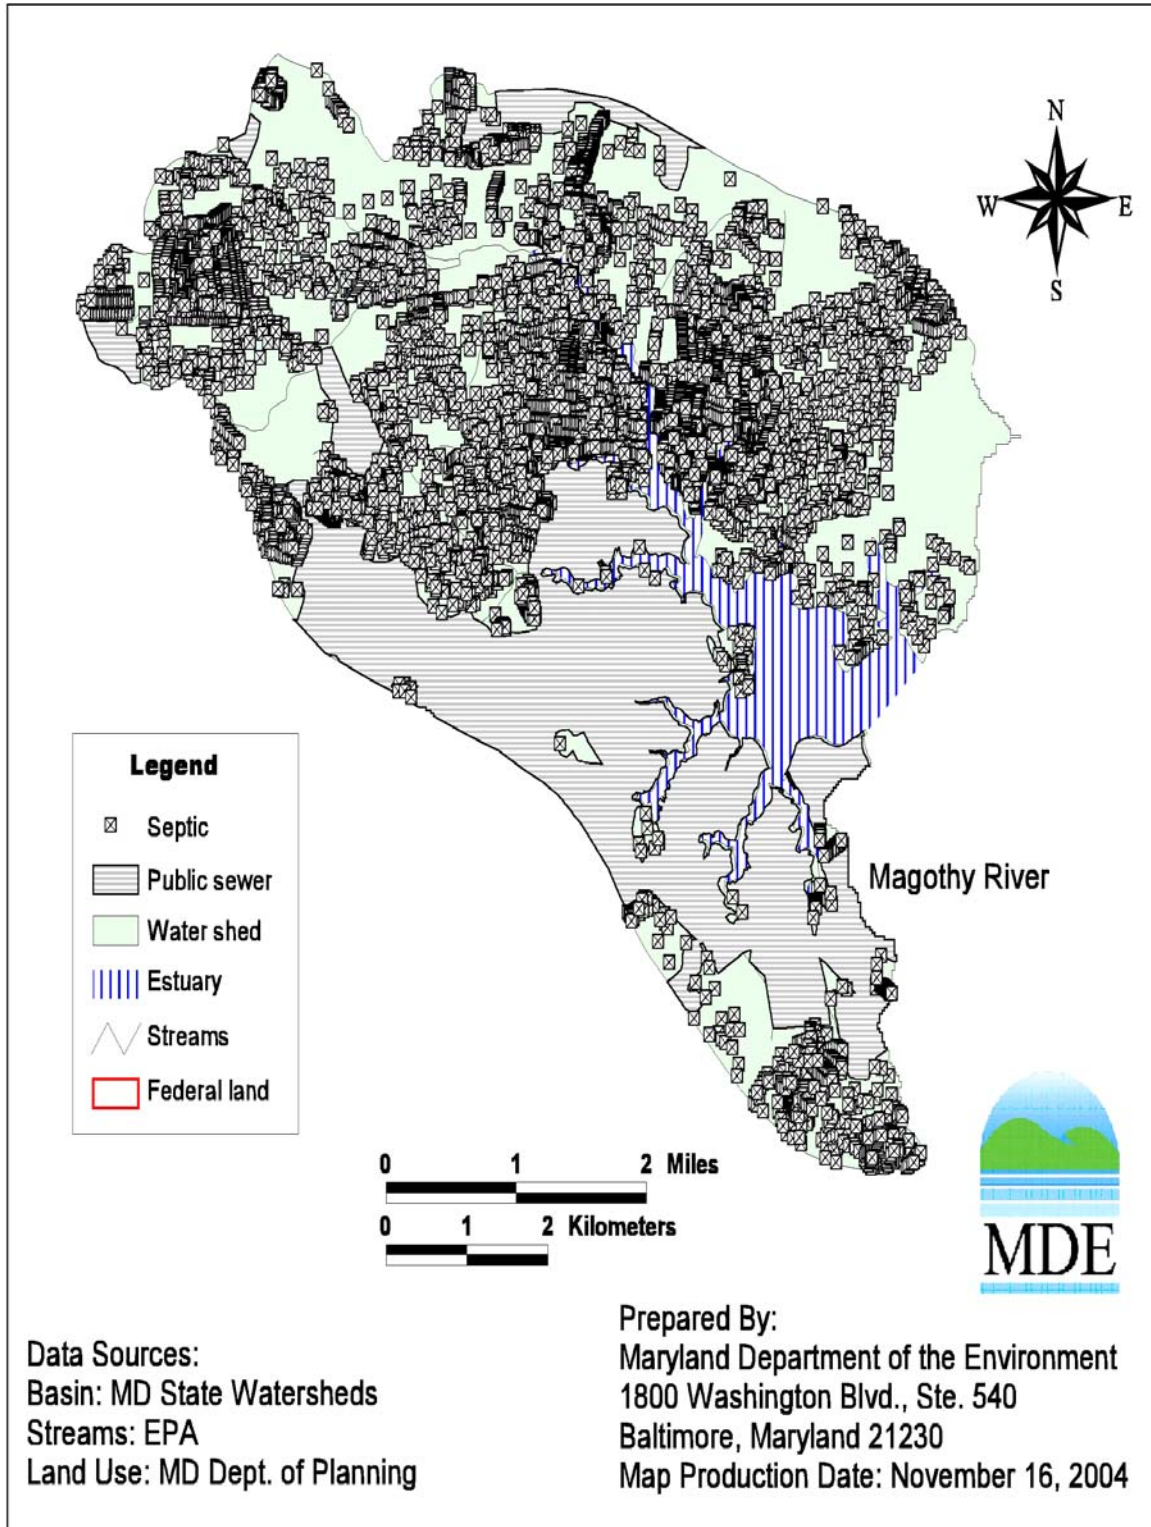 N
W E
S
Legend
Septic
Public sewer
Water shed
Estuary
Streams
Federal land
Magothy River
0 1 2 Miles
0 1 2 Kilometers
MDE
Data Sources:
Basin: MD State Watersheds
Streams: EPA
Land Use: MD Dept. of Planning
Prepared By:
Maryland Department of the Environment
1800 Washington Blvd., Ste. 540
Baltimore, Maryland 21230
Map Production Date: November 16, 2004